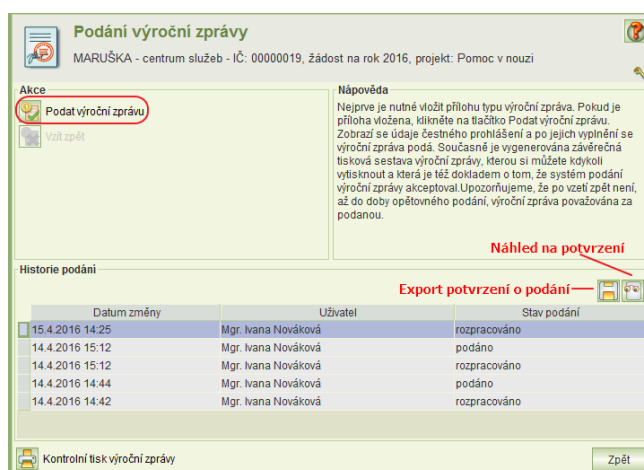 Podání výroční zprávy
MARUŠKA - centrum služeb - IČ: 00000019, žádost na rok 2016, projekt: Pomoc v nouzi
Akce
Podat výroční zprávu
Vzít zpět
Nápověda
Nejprve je nutné vložit přílohu typu výroční zpráva. Pokud je
příloha vložena, klikněte na tlačítko Podat výroční zprávu.
Zobrazí se údaje čestného prohlášení a po jejich vyplnění se
výroční zpráva podá. Současně je vygenerována závěrečná
tisková sestava výroční zprávy, kterou si můžete kdykoli
vytisknout a která je též dokladem o tom, že systém podání
výroční zprávy akceptoval.Upozorňujeme, že po vzetí zpět není,
až do doby opětovného podání, výroční zpráva považována za
podanou.
Náhled na potvrzení
Historie podání
Export potvrzení o podání
Datum změny Uživatel Stav podání
15.4.2016 14:25 Mgr. Ivana Nováková rozpracováno
14.4.2016 15:12 Mgr. Ivana Nováková podáno
14.4.2016 15:12 Mgr. Ivana Nováková rozpracováno
14.4.2016 14:44 Mgr. Ivana Nováková podáno
14.4.2016 14:42 Mgr. Ivana Nováková rozpracováno
Kontrolní tisk výroční zprávy
Zpět